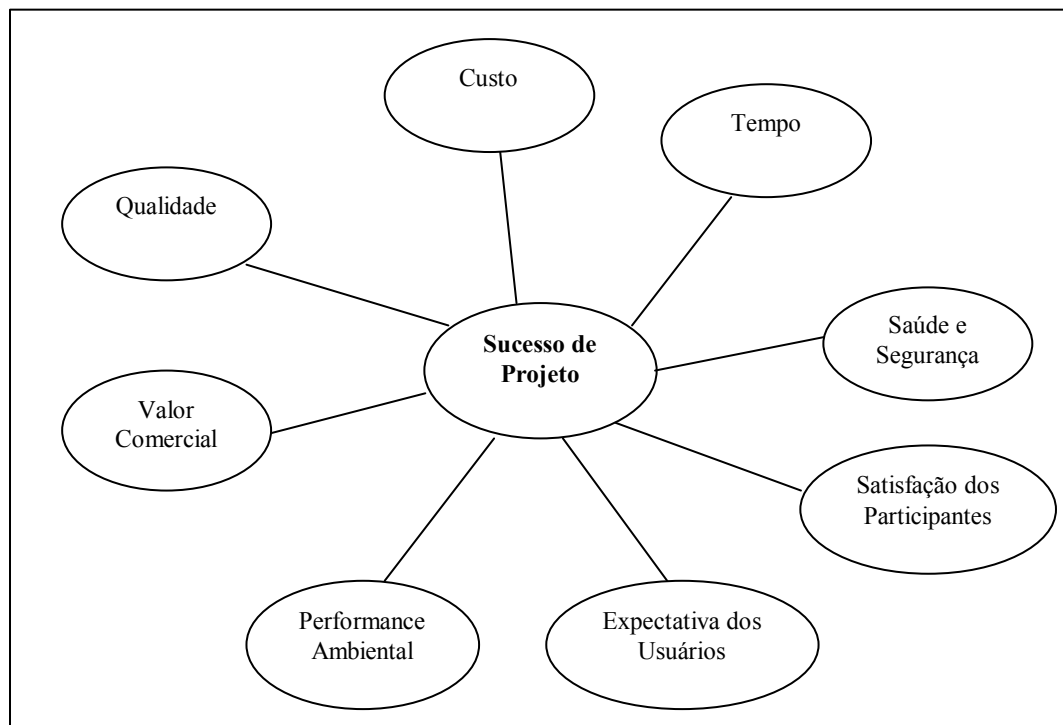 Custo
Tempo
Qualidade
Sucesso de
Projeto
Saúde e
Segurança
Valor
Comercial
Satisfação dos
Participantes
Performance
Ambiental
Expectativa dos
Usuários